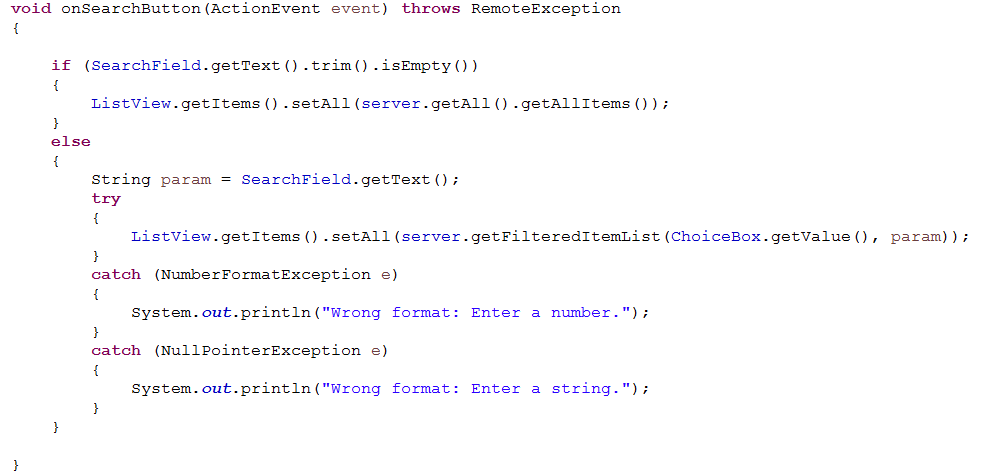 void onSearchButton(ActionEvent event) throws RemoteException
{
if (SearchField.getText().trim().isEmpty())
{
ListView.getItems().setAll(server.getAll().getAllItems());
}
else
{
String param = SearchField.getText();
try
{
ListView.getItems().setAll(server.getFilteredItemList(ChoiceBox.getValue(), param));
}
catch (NumberFormatException e)
{
System.out.println("Wrong format: Enter a number.");
}
catch (NullPointerException e)
{
System.out.println("Wrong format: Enter a string.");
}
}
}